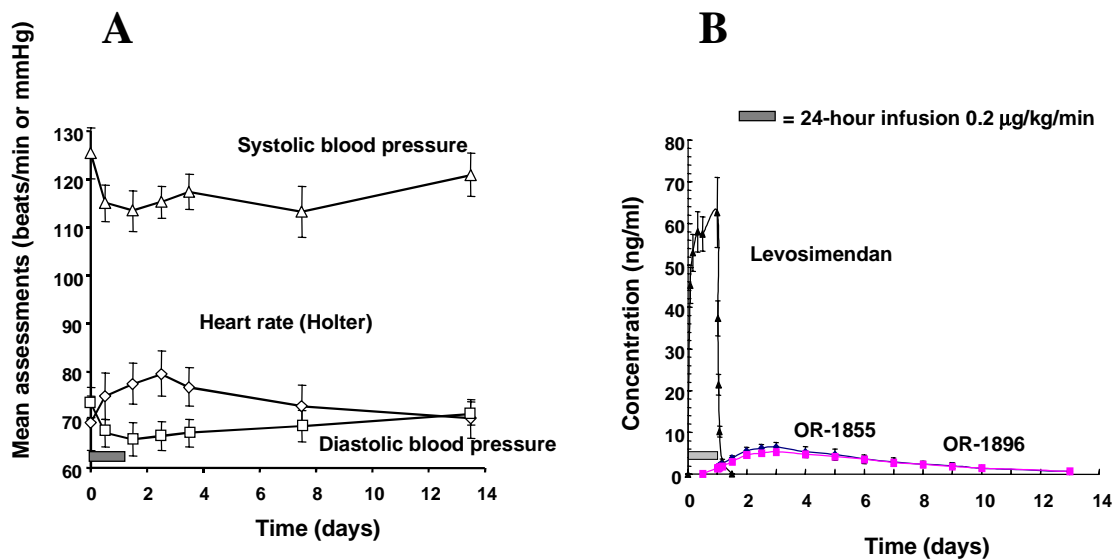 A
B
Mean assessments (beats/min or mmHg)
130
120
110
100
90
80
70
60
0
2
4
6
8
10
12
14
Time (days)
Systolic blood pressure
Heart rate (Holter)
Diastolic blood pressure
= 24-hour infusion 0.2 µg/kg/min
Concentration (ng/ml)
80
70
60
50
40
30
20
10
0
0
2
4
6
8
10
12
14
Time (days)
Levosimendan
OR-1855
OR-1896